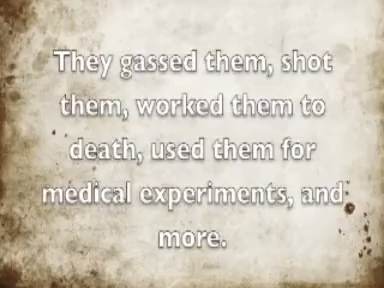 They gassed them, shot
them, worked them to
death, used them for
medical experiments, and
more.